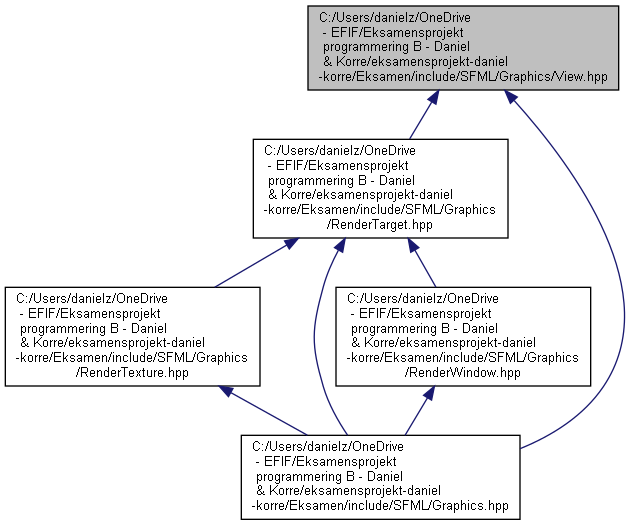 C:/Users/danielz/OneDrive
- EFIF/Eksamensprojekt
programmering B - Daniel
& Korre/eksamensprojekt-daniel
-korre/Eksamen/include/SFML/Graphics/View.hpp
C:/Users/danielz/OneDrive
- EFIF/Eksamensprojekt
programmering B - Daniel
& Korre/eksamensprojekt-daniel
-korre/Eksamen/include/SFML/Graphics
/RenderTarget.hpp
C:/Users/danielz/OneDrive
- EFIF/Eksamensprojekt
programmering B - Daniel
& Korre/eksamensprojekt-daniel
-korre/Eksamen/include/SFML/Graphics
/RenderTexture.hpp
C:/Users/danielz/OneDrive
- EFIF/Eksamensprojekt
programmering B - Daniel
& Korre/eksamensprojekt-daniel
-korre/Eksamen/include/SFML/Graphics
/RenderWindow.hpp
C:/Users/danielz/OneDrive
- EFIF/Eksamensprojekt
programmering B - Daniel
& Korre/eksamensprojekt-daniel
-korre/Eksamen/include/SFML/Graphics.hpp